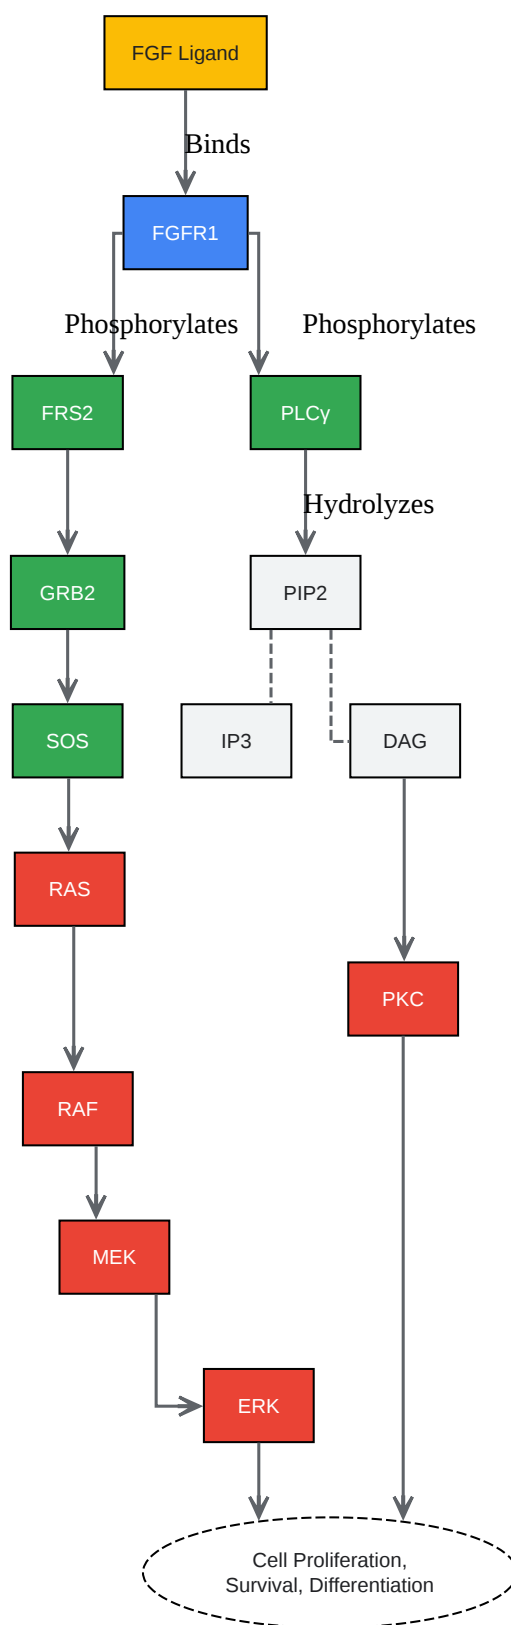 FGF Ligand
Binds
FGFR1
Phosphorylates
Phosphorylates
FRS2
PLCγ
Hydrolyzes
GRB2
PIP2
SOS
IP3
DAG
RAS
PKC
RAF
MEK
ERK
Cell Proliferation,
Survival, Differentiation